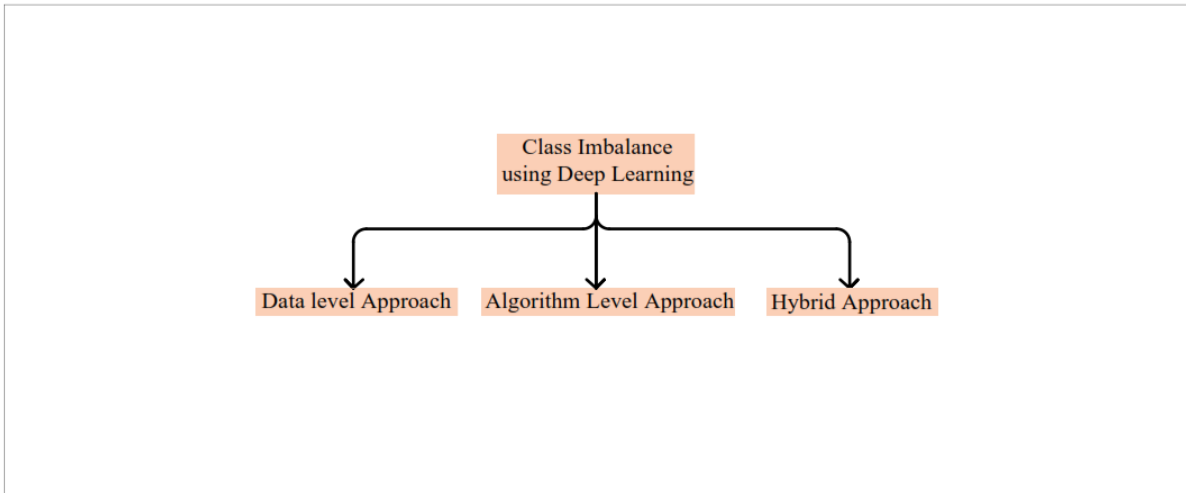 Class Imbalance
using Deep Learning
Data level Approach
Algorithm Level Approach
Hybrid Approach